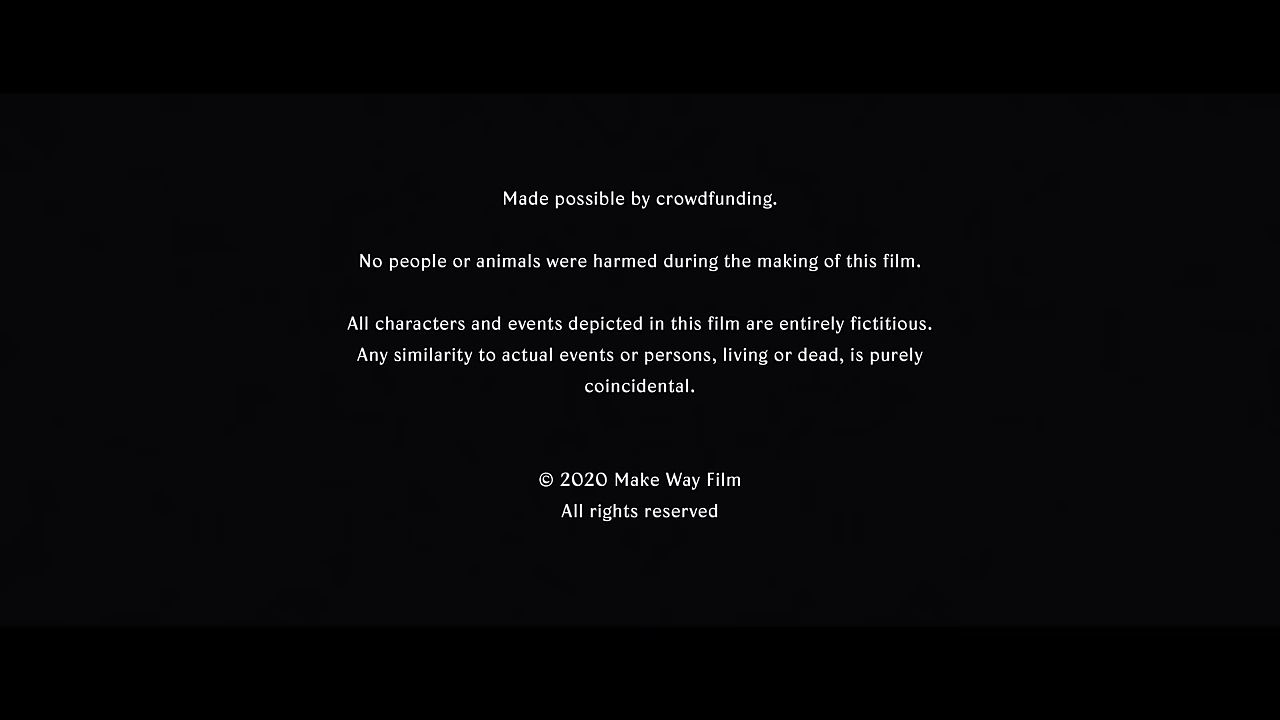 Made possible by crowdfunding.
No people or animals were harmed during the making of this film.
All characters and events depicted in this film are entirely fictitious.
Any similarity to actual events or persons, living or dead, is purely
coincidental.
© 2020 Make Way Film
All rights reserved